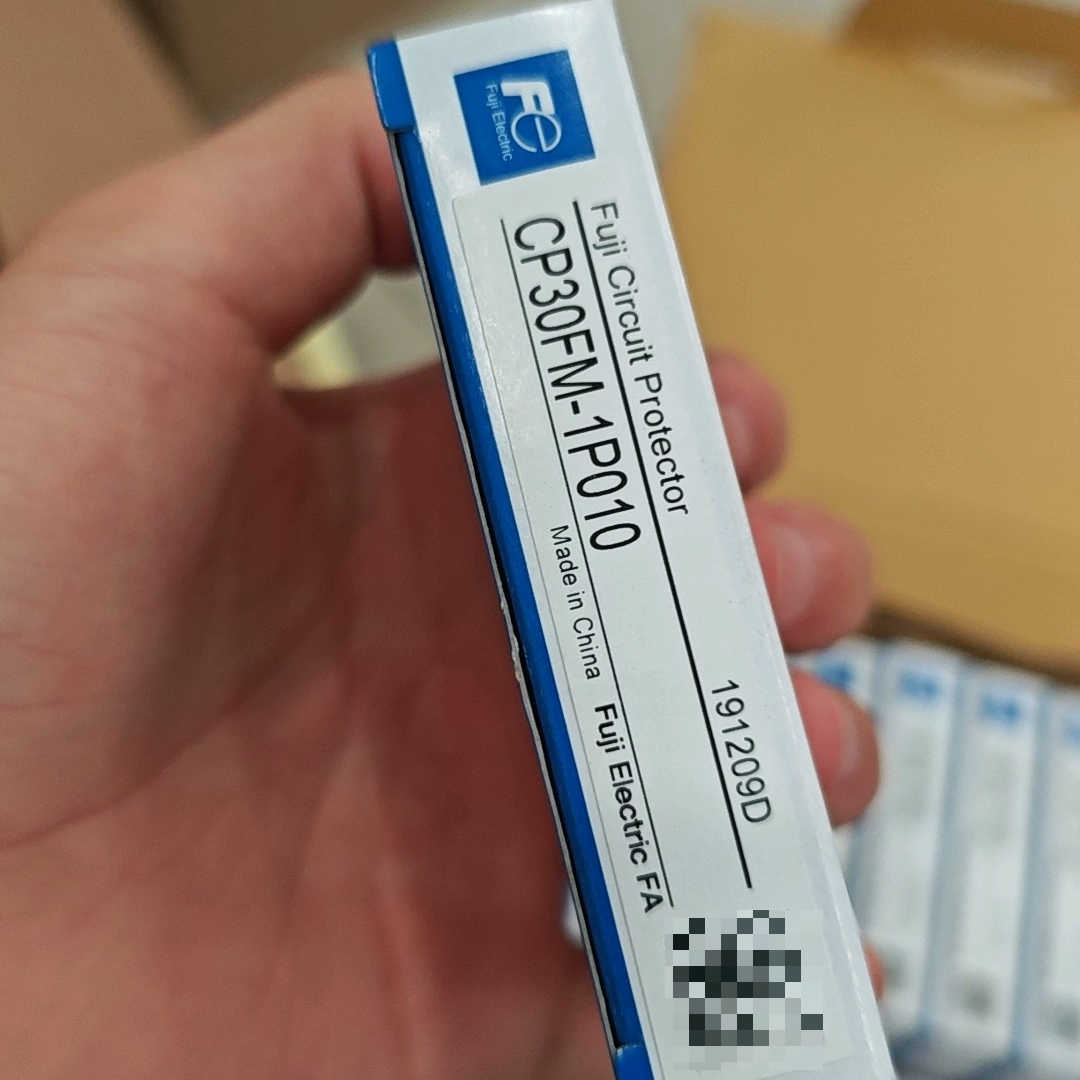 Fe
Fuji Electric
Fuji Circuit Protector
191209D
CP30FM-1P010
Made in China Fuji Electric FA